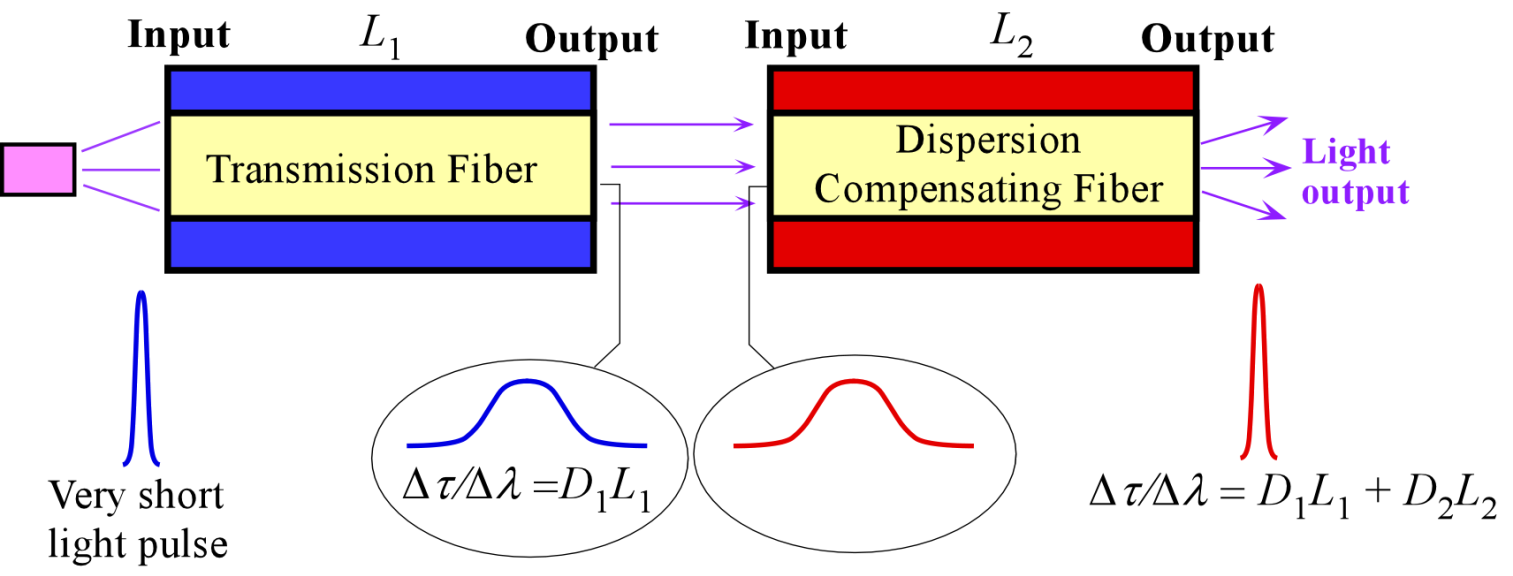 Input
L₁
Output
Input
L₂
Output
Transmission Fiber
Dispersion
Compensating Fiber
Light
output
Very short
light pulse
Δτ/Δλ =D₁L₁
Δτ/Δλ = D₁L₁ + D₂L₂